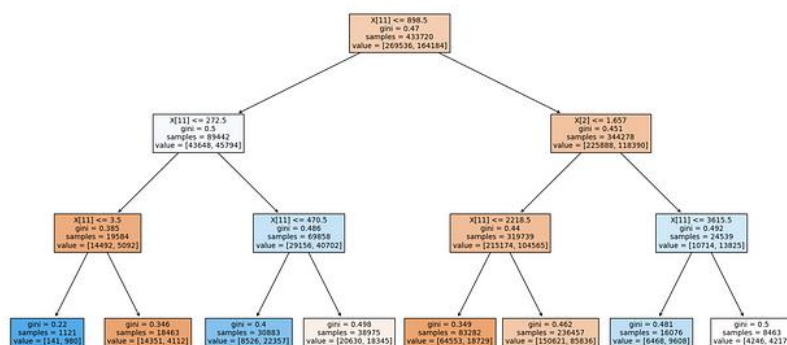 X[11] <= 898.5
gini = 0.47
samples = 433720
value = [269536, 164184]
X[11] <= 272.5
gini = 0.5
samples = 89442
value = [43648, 45794]
X[2] <= 1.657
gini = 0.451
samples = 344278
value = [225888, 118390]
X[11] <= 3.5
gini = 0.385
samples = 19584
value = [14492, 5092]
X[11] <= 470.5
gini = 0.486
samples = 69858
value = [29156, 40702]
X[11] <= 2218.5
gini = 0.44
samples = 319739
value = [215174, 104565]
X[11] <= 3615.5
gini = 0.492
samples = 24539
value = [10714, 13825]
gini = 0.22
samples = 1121
value = [141, 980]
gini = 0.346
samples = 18463
value = [14351, 4112]
gini = 0.4
samples = 30883
value = [8526, 22357]
gini = 0.498
samples = 38975
value = [20630, 18345]
gini = 0.349
samples = 83282
value = [64553, 18729]
gini = 0.462
samples = 236457
value = [150621, 85836]
gini = 0.481
samples = 16076
value = [6468, 9608]
gini = 0.5
samples = 8463
value = [4246, 4217]